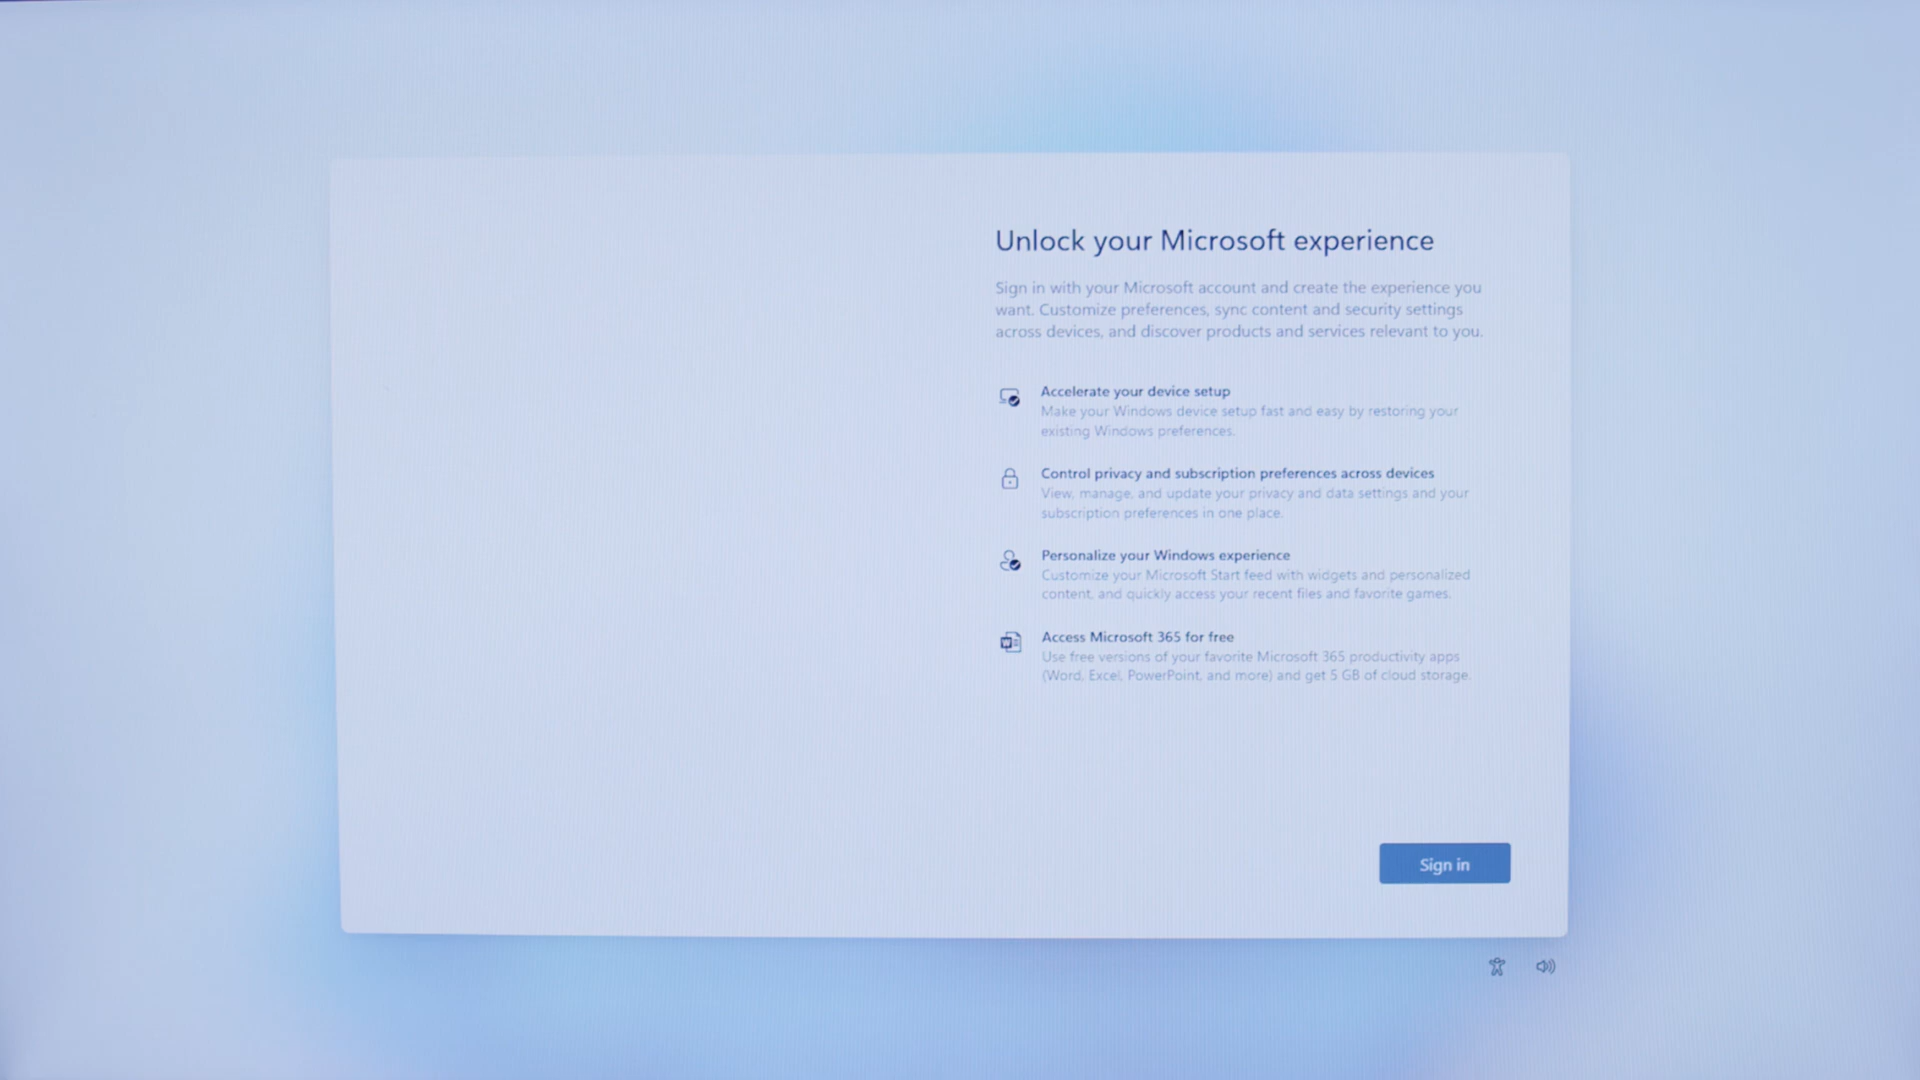 Unlock your Microsoft experience
Sign in with your Microsoft account and create the experience you
want. Customize preferences, sync content and security settings
across devices, and discover products and services relevant to you.
Accelerate your device setup
Make your Windows device setup fast and easy by restoring your
existing Windows preferences.
Control privacy and subscription preferences across devices
View, manage, and update your privacy and data settings and your
subscription preferences in one place.
Personalize your Windows experience
Customize your Microsoft Start feed with widgets and personalized
content, and quickly access your recent files and favorite games.
Access Microsoft 365 for free
Use free versions of your favorite Microsoft 365 productivity apps
(Word, Excel, PowerPoint, and more) and get 5 GB of cloud storage.
Sign in